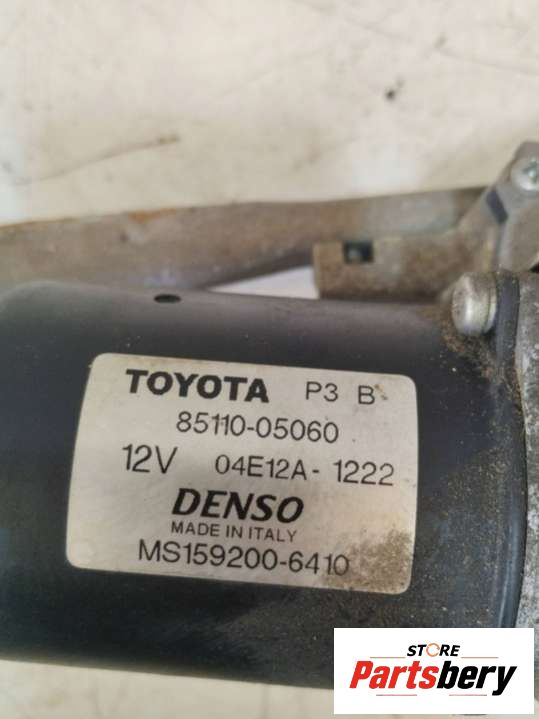 TOYOTA P3 B
85110-05060
12V 04E12A-1222
DENSO
MADE IN ITALY
MS159200-6410
STORE
Partsbery